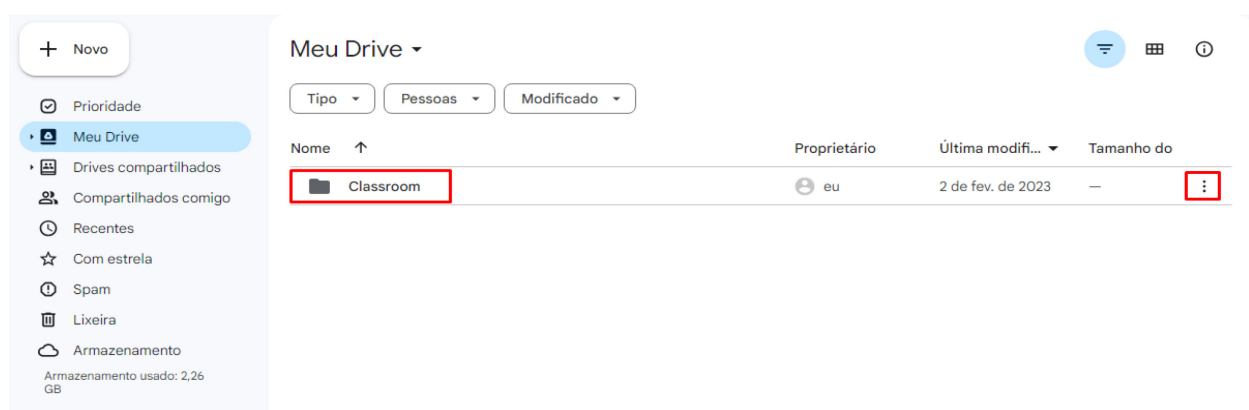 Novo
Prioridade
Meu Drive
Drives compartilhados
Compartilhados comigo
Recentes
Com estrela
Spam
Lixeira
Armazenamento
Armazenamento usado: 2,26
GB
Meu Drive
Tipo Pessoas Modificado
Nome Proprietário Última modifi... Tamanho do
Classroom eu 2 de fev. de 2023 —